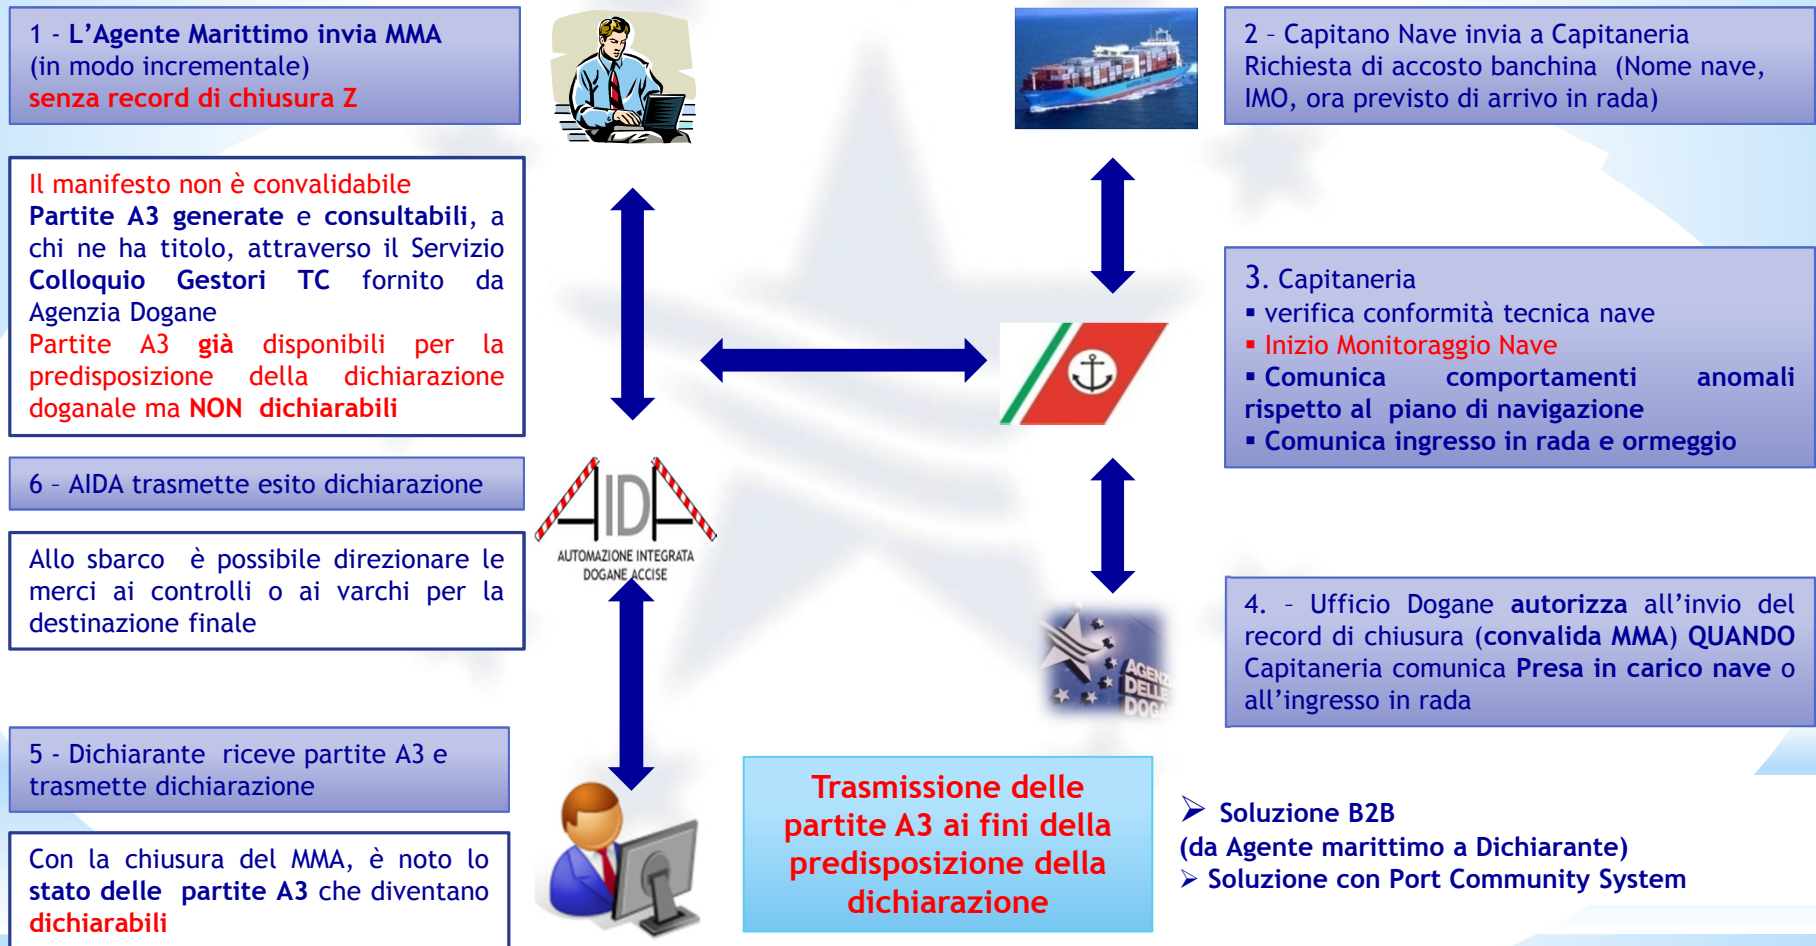 1 - L’Agente Marittimo invia MMA
(in modo incrementale)
senza record di chiusura Z
2 – Capitano Nave invia a Capitaneria
Richiesta di accosto banchina (Nome nave,
IMO, ora previsto di arrivo in rada)
Il manifesto non è convalidabile
Partite A3 generate e consultabili, a
chi ne ha titolo, attraverso il Servizio
Colloquio Gestori TC fornito da
Agenzia Dogane
Partite A3 già disponibili per la
predisposizione della dichiarazione
doganale ma NON dichiarabili
3. Capitaneria
▪ verifica conformità tecnica nave
▪ Inizio Monitoraggio Nave
▪ Comunica comportamenti anomali
rispetto al piano di navigazione
▪ Comunica ingresso in rada e ormeggio
6 – AIDA trasmette esito dichiarazione
AIDA
AUTOMAZIONE INTEGRATA
DOGANE ACCISE
Allo sbarco è possibile direzionare le
merci ai controlli o ai varchi per la
destinazione finale
4. – Ufficio Dogane autorizza all’invio del
record di chiusura (convalida MMA) QUANDO
Capitaneria comunica Presa in carico nave o
all’ingresso in rada
AGENZ
DELLE
DOGA
5 - Dichiarante riceve partite A3 e
trasmette dichiarazione
Con la chiusura del MMA, è noto lo
stato delle partite A3 che diventano
dichiarabili
Trasmissione delle
partite A3 ai fini della
predisposizione della
dichiarazione
➢ Soluzione B2B
(da Agente marittimo a Dichiarante)
➢ Soluzione con Port Community System